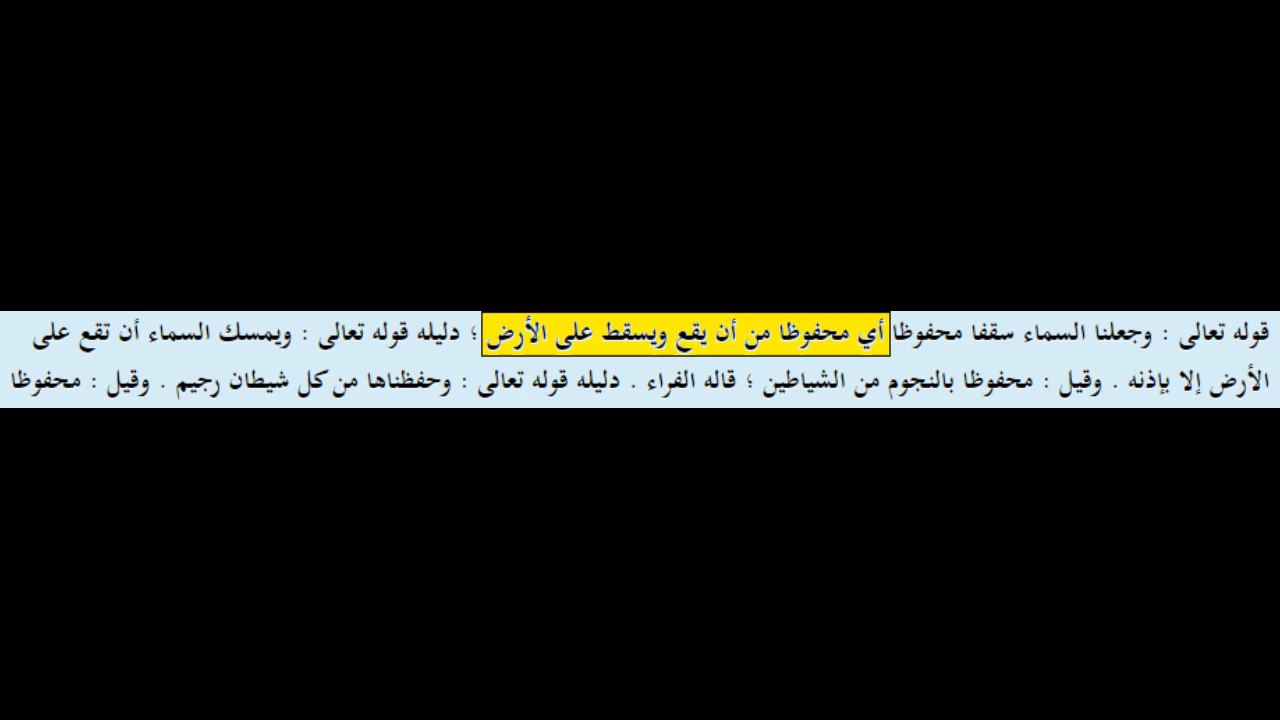 قوله تعالى : وجعلنا السماء سقفا محفوظا أي محفوظا من أن يقع ويسقط على الأرض ؛ دليله قوله تعالى : ويمسك السماء أن تقع على
الأرض إلا بإذنه . وقيل : محفوظا بالنجوم من الشياطين ؛ قاله الفراء . دليله قوله تعالى : وحفظناها من كل شيطان رجيم . وقيل : محفوظا